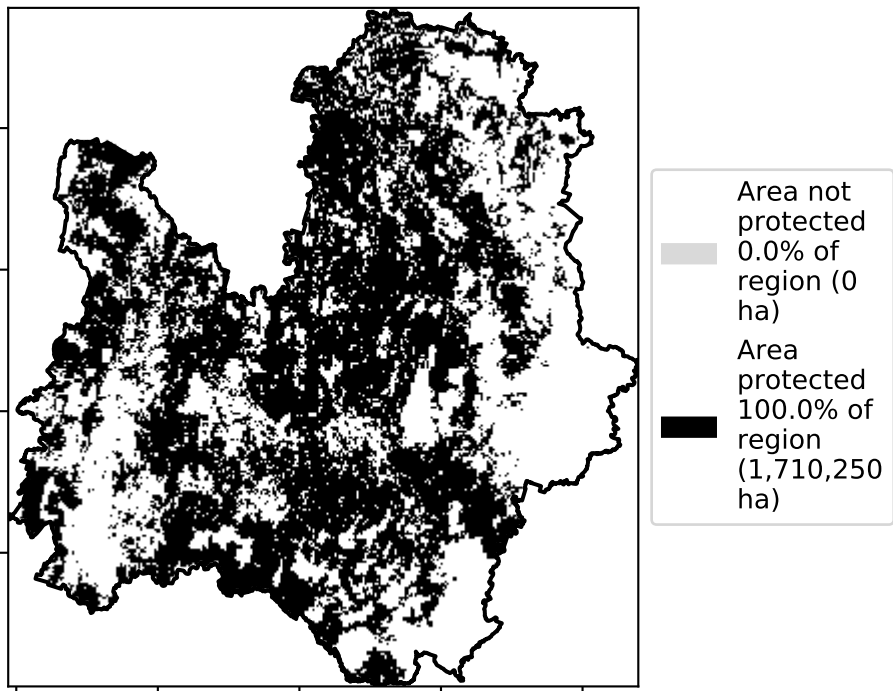 Area not
protected
0.0% of
region (0
ha)
Area
protected
100.0% of
region
(1,710,250
ha)